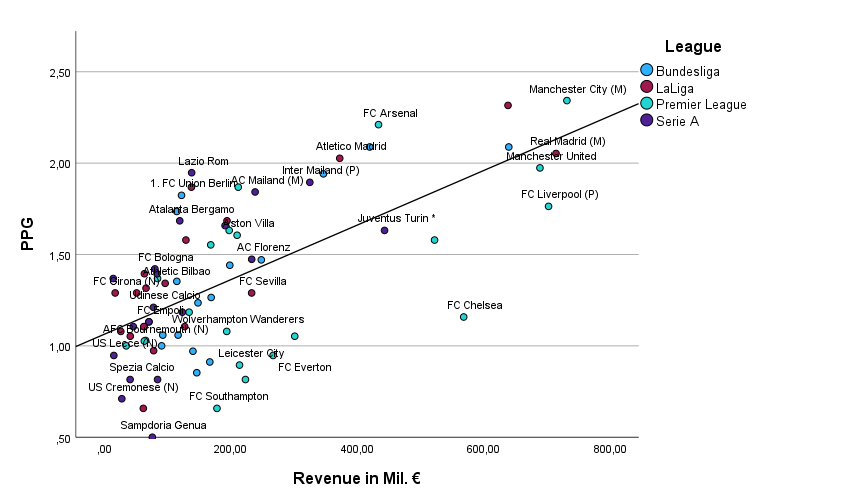 League
Bundesliga
LaLiga
Premier League
Serie A
PPG
2,50
2,00
1,50
1,00
,50
Manchester City (M)
FC Arsenal
Atletico Madrid
Real Madrid (M)
Manchester United
Lazio Rom
Inter Mailand (P)
1. FC Union Berlin
AC Mailand (M)
FC Liverpool (P)
Atalanta Bergamo
Juventus Turin *
Aston Villa
AC Florenz
FC Bologna
Athletic Bilbao
FC Girona (N)
FC Sevilla
Udinese Calcio
FC Empoli
FC Chelsea
Wolverhampton Wanderers
AFC Bournemouth (N)
US Lecce (N)
Leicester City
Spezia Calcio
FC Everton
US Cremonese (N)
FC Southampton
Sampdoria Genua
,00
200,00
400,00
600,00
800,00
Revenue in Mil. €